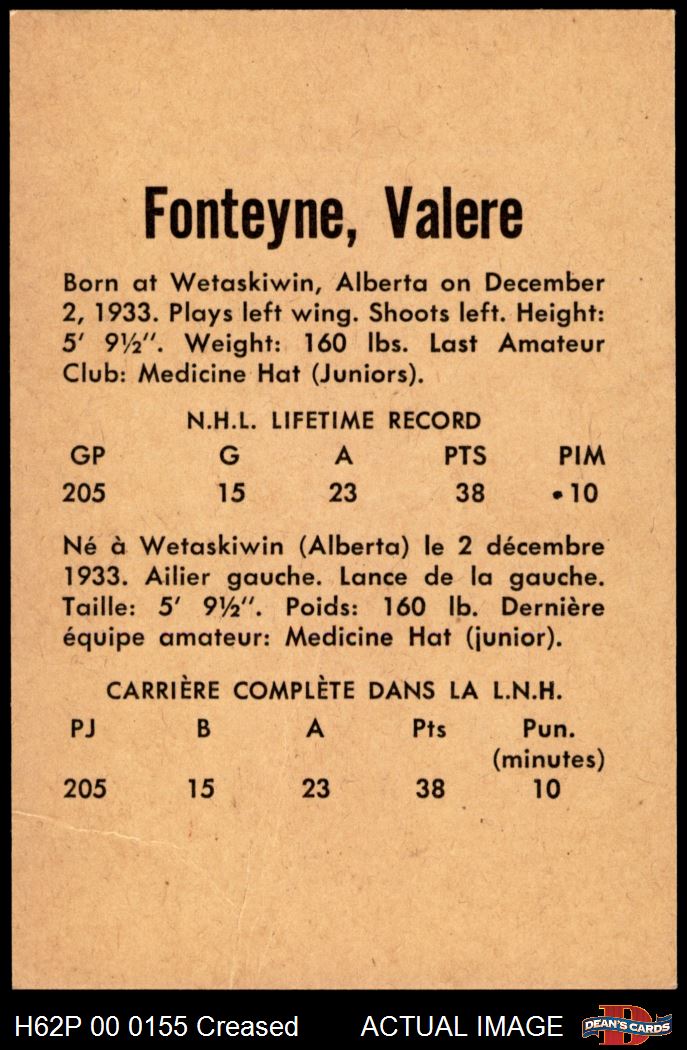 Fonteyne, Valere
Born at Wetaskiwin, Alberta on December
2, 1933. Plays left wing. Shoots left. Height:
5′ 9½″. Weight: 160 lbs. Last Amateur
Club: Medicine Hat (Juniors).
N.H.L. LIFETIME RECORD
GP G A PTS PIM
205 15 23 38 10
Né à Wetaskiwin (Alberta) le 2 décembre
1933. Ailier gauche. Lance de la gauche.
Taille: 5′ 9½″. Poids: 160 lb. Dernière
équipe amateur: Medicine Hat (junior).
CARRIÈRE COMPLÈTE DANS LA L.N.H.
PJ B A Pts Pun.
(minutes)
205 15 23 38 10
H62P 00 0155 Creased ACTUAL IMAGE
D
DEAN'S CARDS